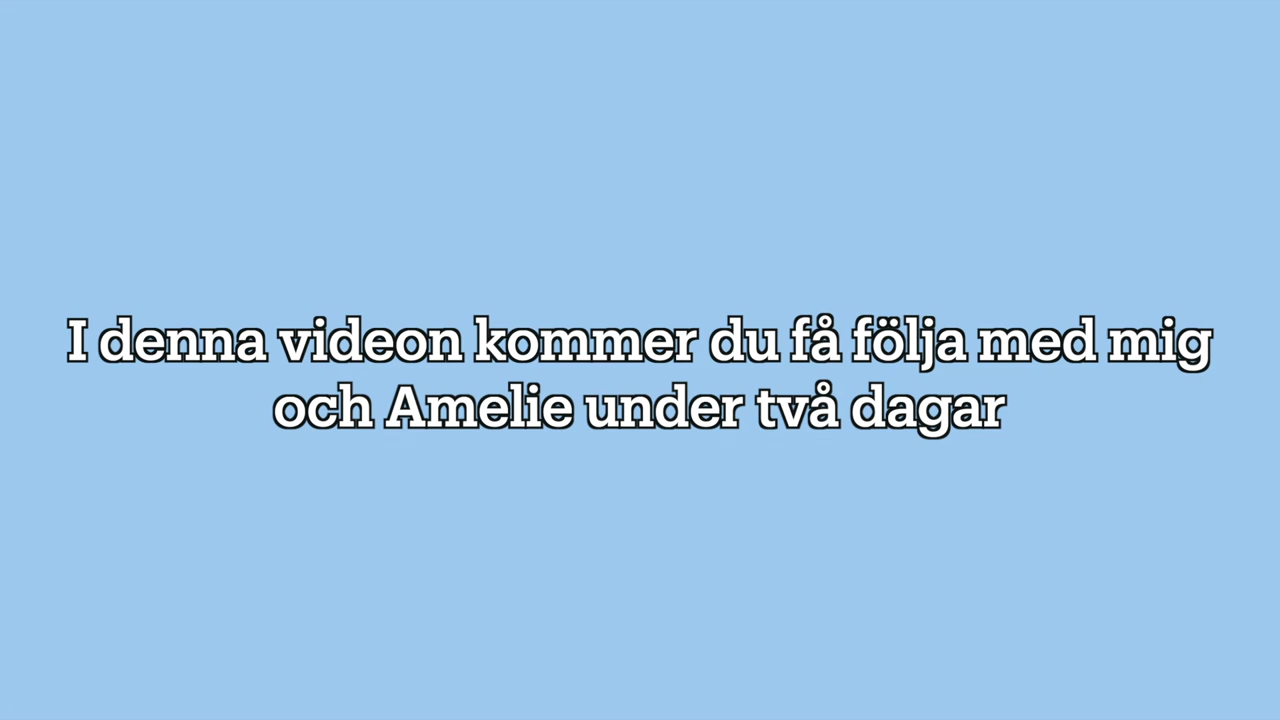 I denna videon kommer du få följa med mig
och Amelie under två dagar